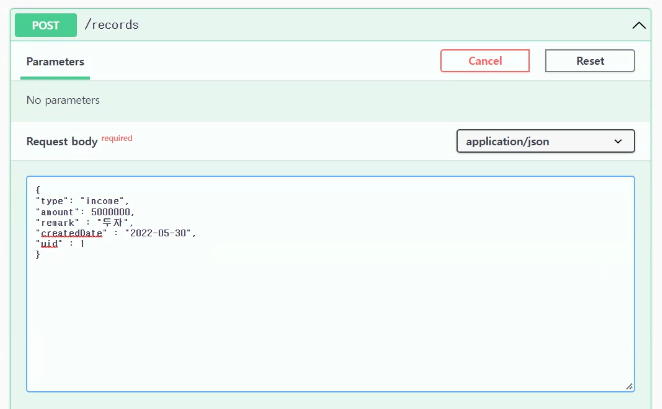 POST /records
Parameters Cancel Reset
No parameters
Request body required application/json
{
"type": "income",
"amount": 5000000,
"remark" : "투자",
"createdDate" : "2022-05-30",
"uid" : 1
}